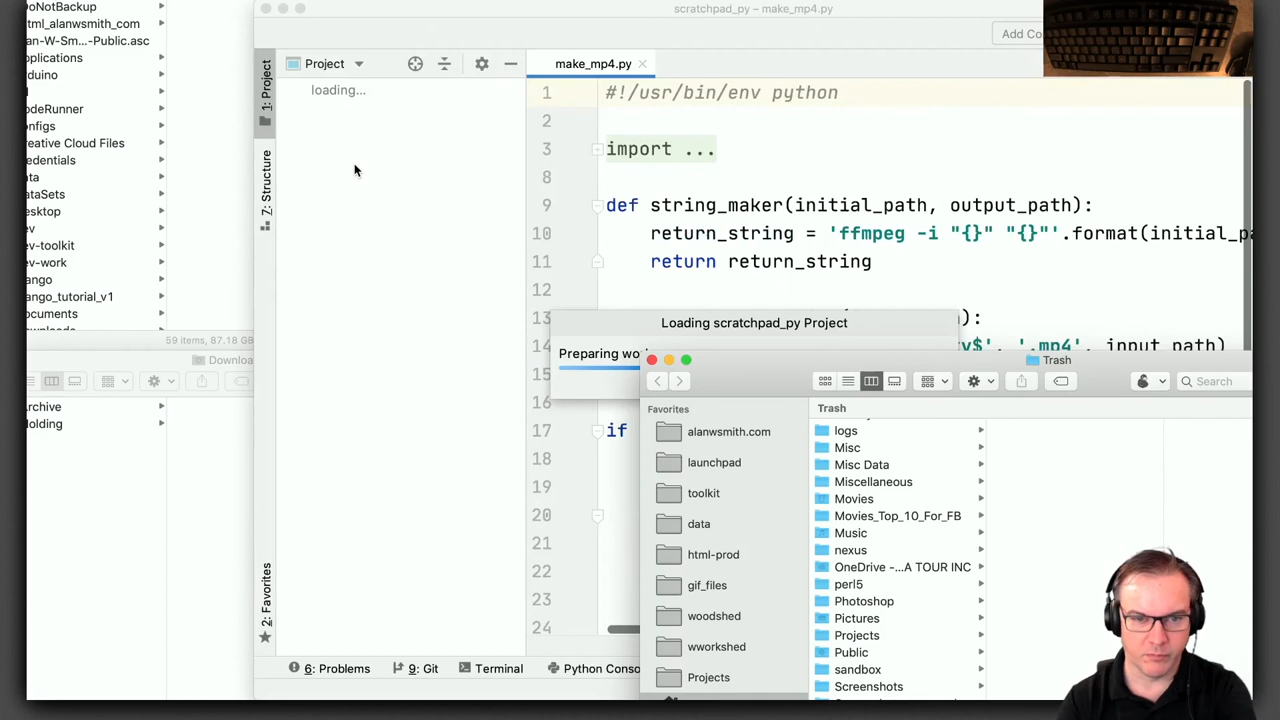 DoNotBackup
html_alanwsmith_com
an-W-Sm...-Public.asc
pplications
rduino
odeRunner
onfigs
reative Cloud Files
edentials
ata
ataSets
esktop
ev
ev-toolkit
ev-work
ango
ango_tutorial_v1
ocuments
ownloads
59 items, 87.18 GB
Downloa
rchive
olding
scratchpad_py – make_mp4.py
Add Co
1: Project
7: Structure
2: Favorites
Project
loading...
make_mp4.py
1 #!/usr/bin/env python
2
3 import ...
8
9 def string_maker(initial_path, output_path):
10 return_string = 'ffmpeg -i "{}" "{}"'.format(initial_pa
11 return return_string
12
13 ):
14 y$', '.mp4', input_path)
15
16
17 if
18
19
20
21
22
23
24
Loading scratchpad_py Project
Preparing wo
6: Problems
9: Git
Terminal
Python Conso
Trash
Search
Favorites
alanwsmith.com
launchpad
toolkit
data
html-prod
gif_files
woodshed
wworkshed
Projects
Trash
logs
Misc
Misc Data
Miscellaneous
Movies
Movies_Top_10_For_FB
Music
nexus
OneDrive -...A TOUR INC
perl5
Photoshop
Pictures
Projects
Public
sandbox
Screenshots